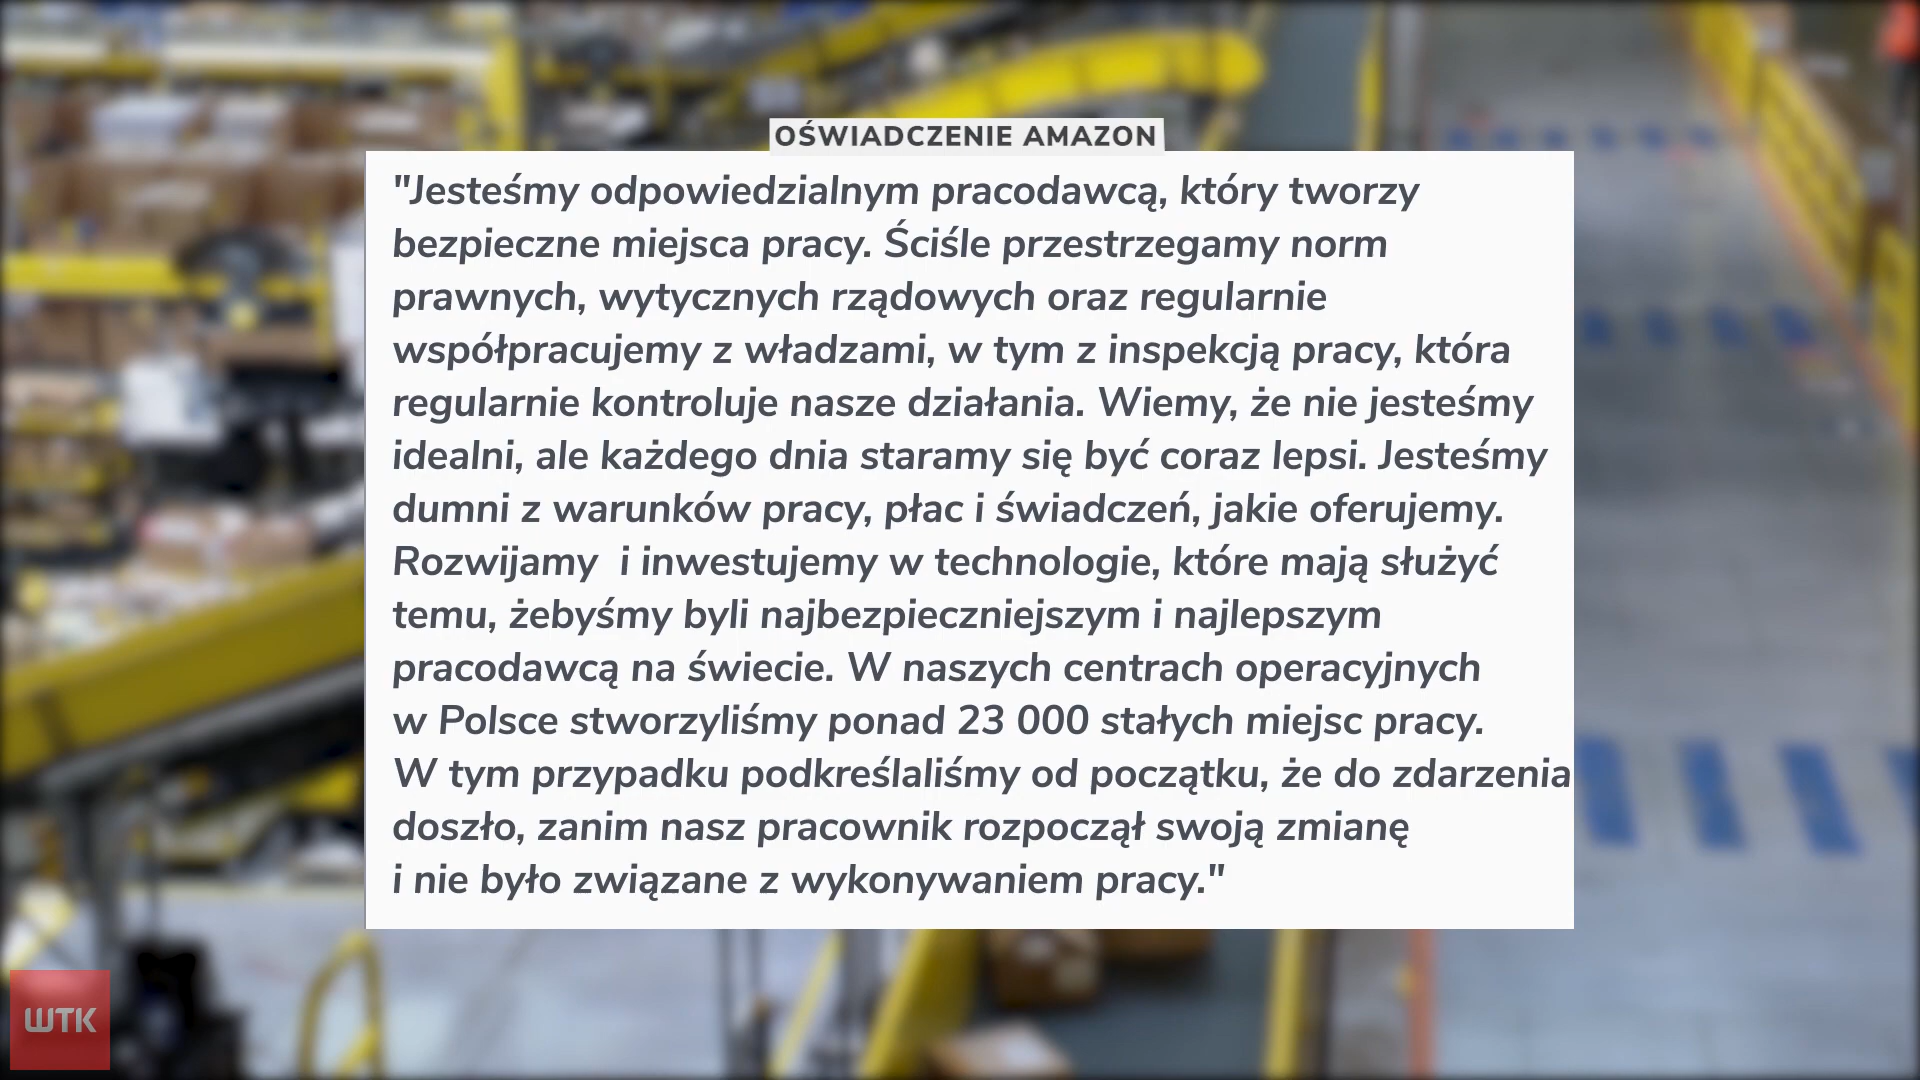 OŚWIADCZENIE AMAZON
"Jesteśmy odpowiedzialnym pracodawcą, który tworzy
bezpieczne miejsca pracy. Ściśle przestrzegamy norm
prawnych, wytycznych rządowych oraz regularnie
współpracujemy z władzami, w tym z inspekcją pracy, która
regularnie kontroluje nasze działania. Wiemy, że nie jesteśmy
idealni, ale każdego dnia staramy się być coraz lepsi. Jesteśmy
dumni z warunków pracy, płac i świadczeń, jakie oferujemy.
Rozwijamy  i inwestujemy w technologie, które mają służyć
temu, żebyśmy byli najbezpieczniejszym i najlepszym
pracodawcą na świecie. W naszych centrach operacyjnych
w Polsce stworzyliśmy ponad 23 000 stałych miejsc pracy.
W tym przypadku podkreślaliśmy od początku, że do zdarzenia
doszło, zanim nasz pracownik rozpoczął swoją zmianę
i nie było związane z wykonywaniem pracy."
WTK